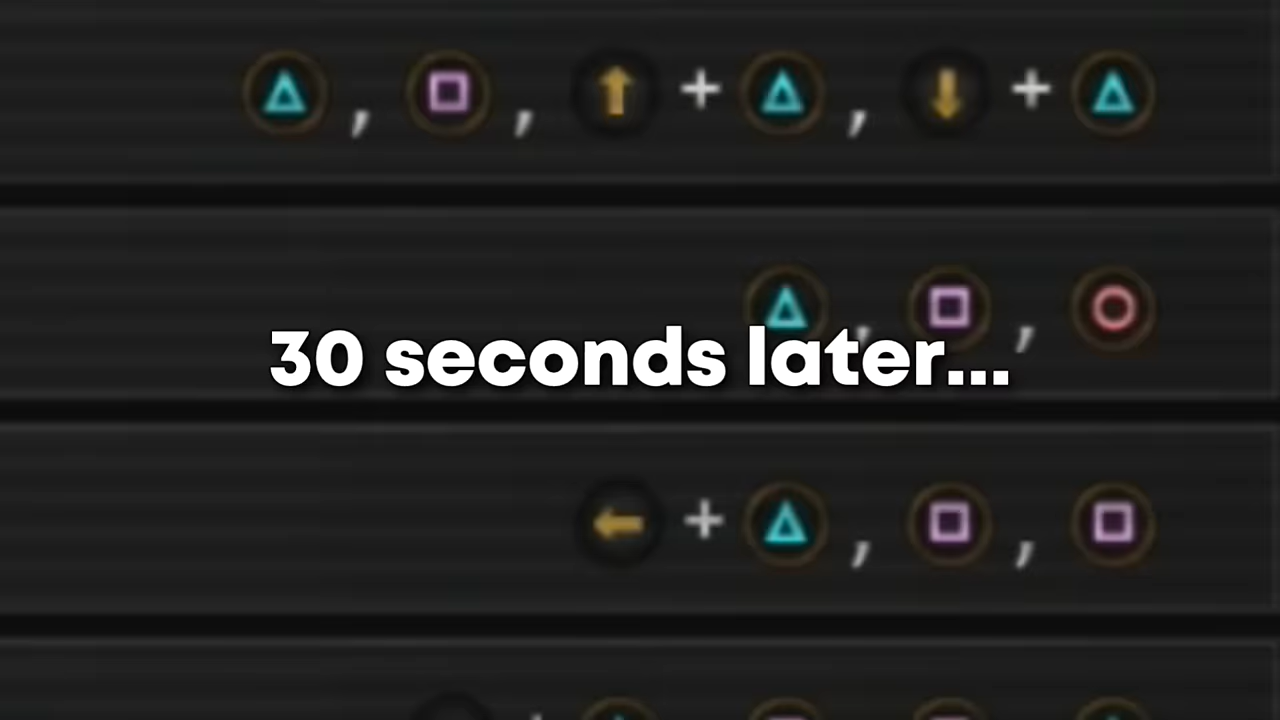 , , + , +
, ,
30 seconds later...
+ , ,